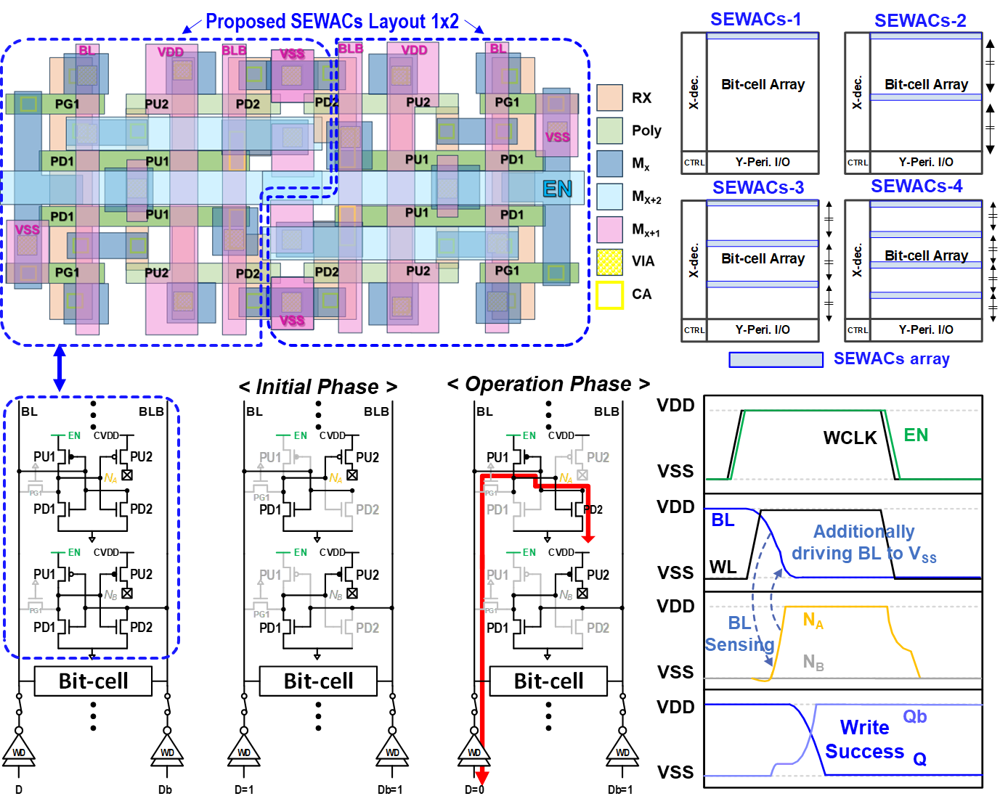 Proposed SEWACs Layout 1x2
BL
VDD
BLB
VSS
BLB
VDD
BL
PG1
PU2
PD2
PD2
PU2
PG1
VSS
PD1
PU1
PU1
PD1
EN
PD1
PU1
PU1
PD1
VSS
PG1
PU2
PD2
PD2
PU2
PG1
VSS
RX
Poly
Mx
Mx+2
Mx+1
VIA
CA
SEWACs-1
X-dec.
Bit-cell Array
CTRL
Y-Peri. I/O
SEWACs-2
X-dec.
Bit-cell Array
CTRL
Y-Peri. I/O
SEWACs-3
X-dec.
Bit-cell Array
CTRL
Y-Peri. I/O
SEWACs-4
X-dec.
Bit-cell Array
CTRL
Y-Peri. I/O
SEWACs array
BL
BLB
EN
CVDD
PU1
PU2
NA
PG1
PD1
PD2
EN
CVDD
PU1
PU2
NB
PG1
PD1
PD2
Bit-cell
WD
WD
D
Db
< Initial Phase >
BL
BLB
EN
CVDD
PU1
PU2
NA
PG1
PD1
PD2
EN
CVDD
PU1
PU2
NB
PG1
PD1
PD2
Bit-cell
WD
WD
D=1
Db=1
< Operation Phase >
BL
BLB
EN
CVDD
PU1
PU2
NA
PG1
PD1
PD2
EN
CVDD
PU1
PU2
NB
PG1
PD1
PD2
Bit-cell
WD
WD
D=0
Db=1
VDD
WCLK
EN
VSS
VDD
BL
Additionally
driving BL to VSS
WL
VSS
VDD
BL
Sensing
NA
NB
VSS
VDD
Qb
Write
Success
Q
VSS